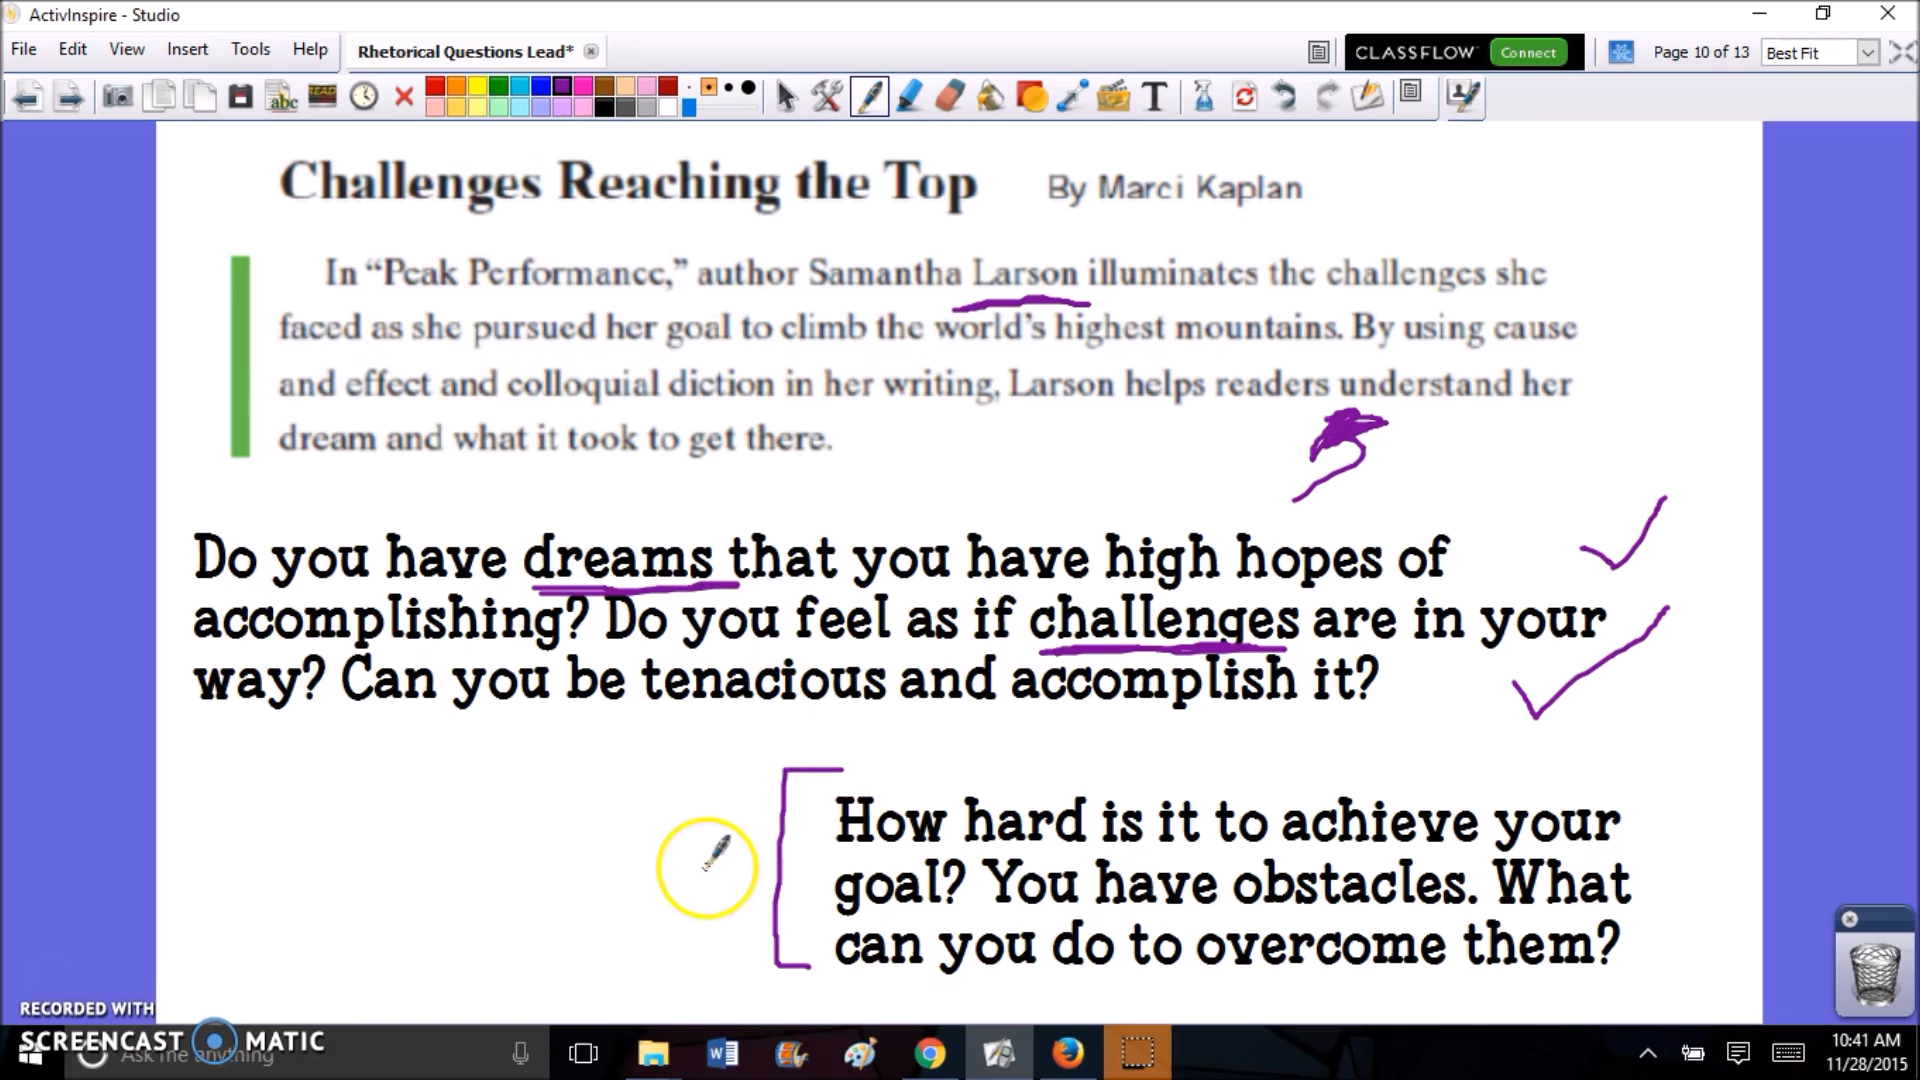 ActivInspire - Studio
File Edit View Insert Tools Help Rhetorical Questions Lead* CLASSFLOW Connect Page 10 of 13 Best Fit
abc READ T
Challenges Reaching the Top By Marci Kaplan
In “Peak Performance,” author Samantha Larson illuminates the challenges she
faced as she pursued her goal to climb the world’s highest mountains. By using cause
and effect and colloquial diction in her writing, Larson helps readers understand her
dream and what it took to get there.
Do you have dreams that you have high hopes of
accomplishing? Do you feel as if challenges are in your
way? Can you be tenacious and accomplish it?
How hard is it to achieve your
goal? You have obstacles. What
can you do to overcome them?
RECORDED WITH
SCREENCAST MATIC
Ask me anything
10:41 AM
11/28/2015